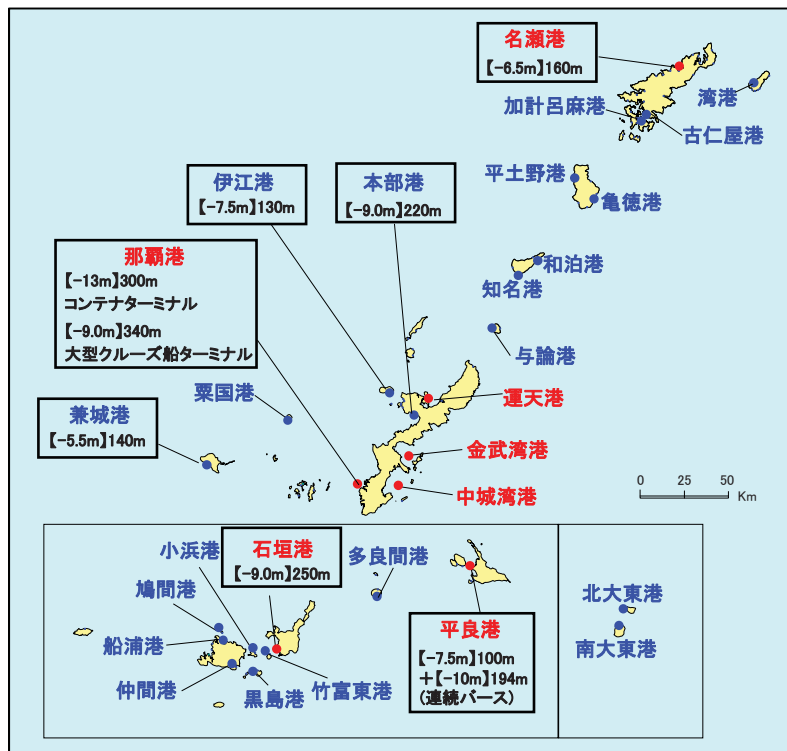 名瀬港
【-6.5m】160m
湾港
加計呂麻港
古仁屋港
平土野港
亀徳港
伊江港
【-7.5m】130m
本部港
【-9.0m】220m
那覇港
【-13m】300m
コンテナターミナル
【-9.0m】340m
大型クルーズ船ターミナル
和泊港
知名港
与論港
粟国港
運天港
兼城港
【-5.5m】140m
金武湾港
中城湾港
0 25 50
Km
小浜港
石垣港
【-9.0m】250m
多良間港
鳩間港
船浦港
仲間港
黒島港
竹富東港
平良港
【-7.5m】100m
+【-10m】194m
(連続バース)
北大東港
南大東港